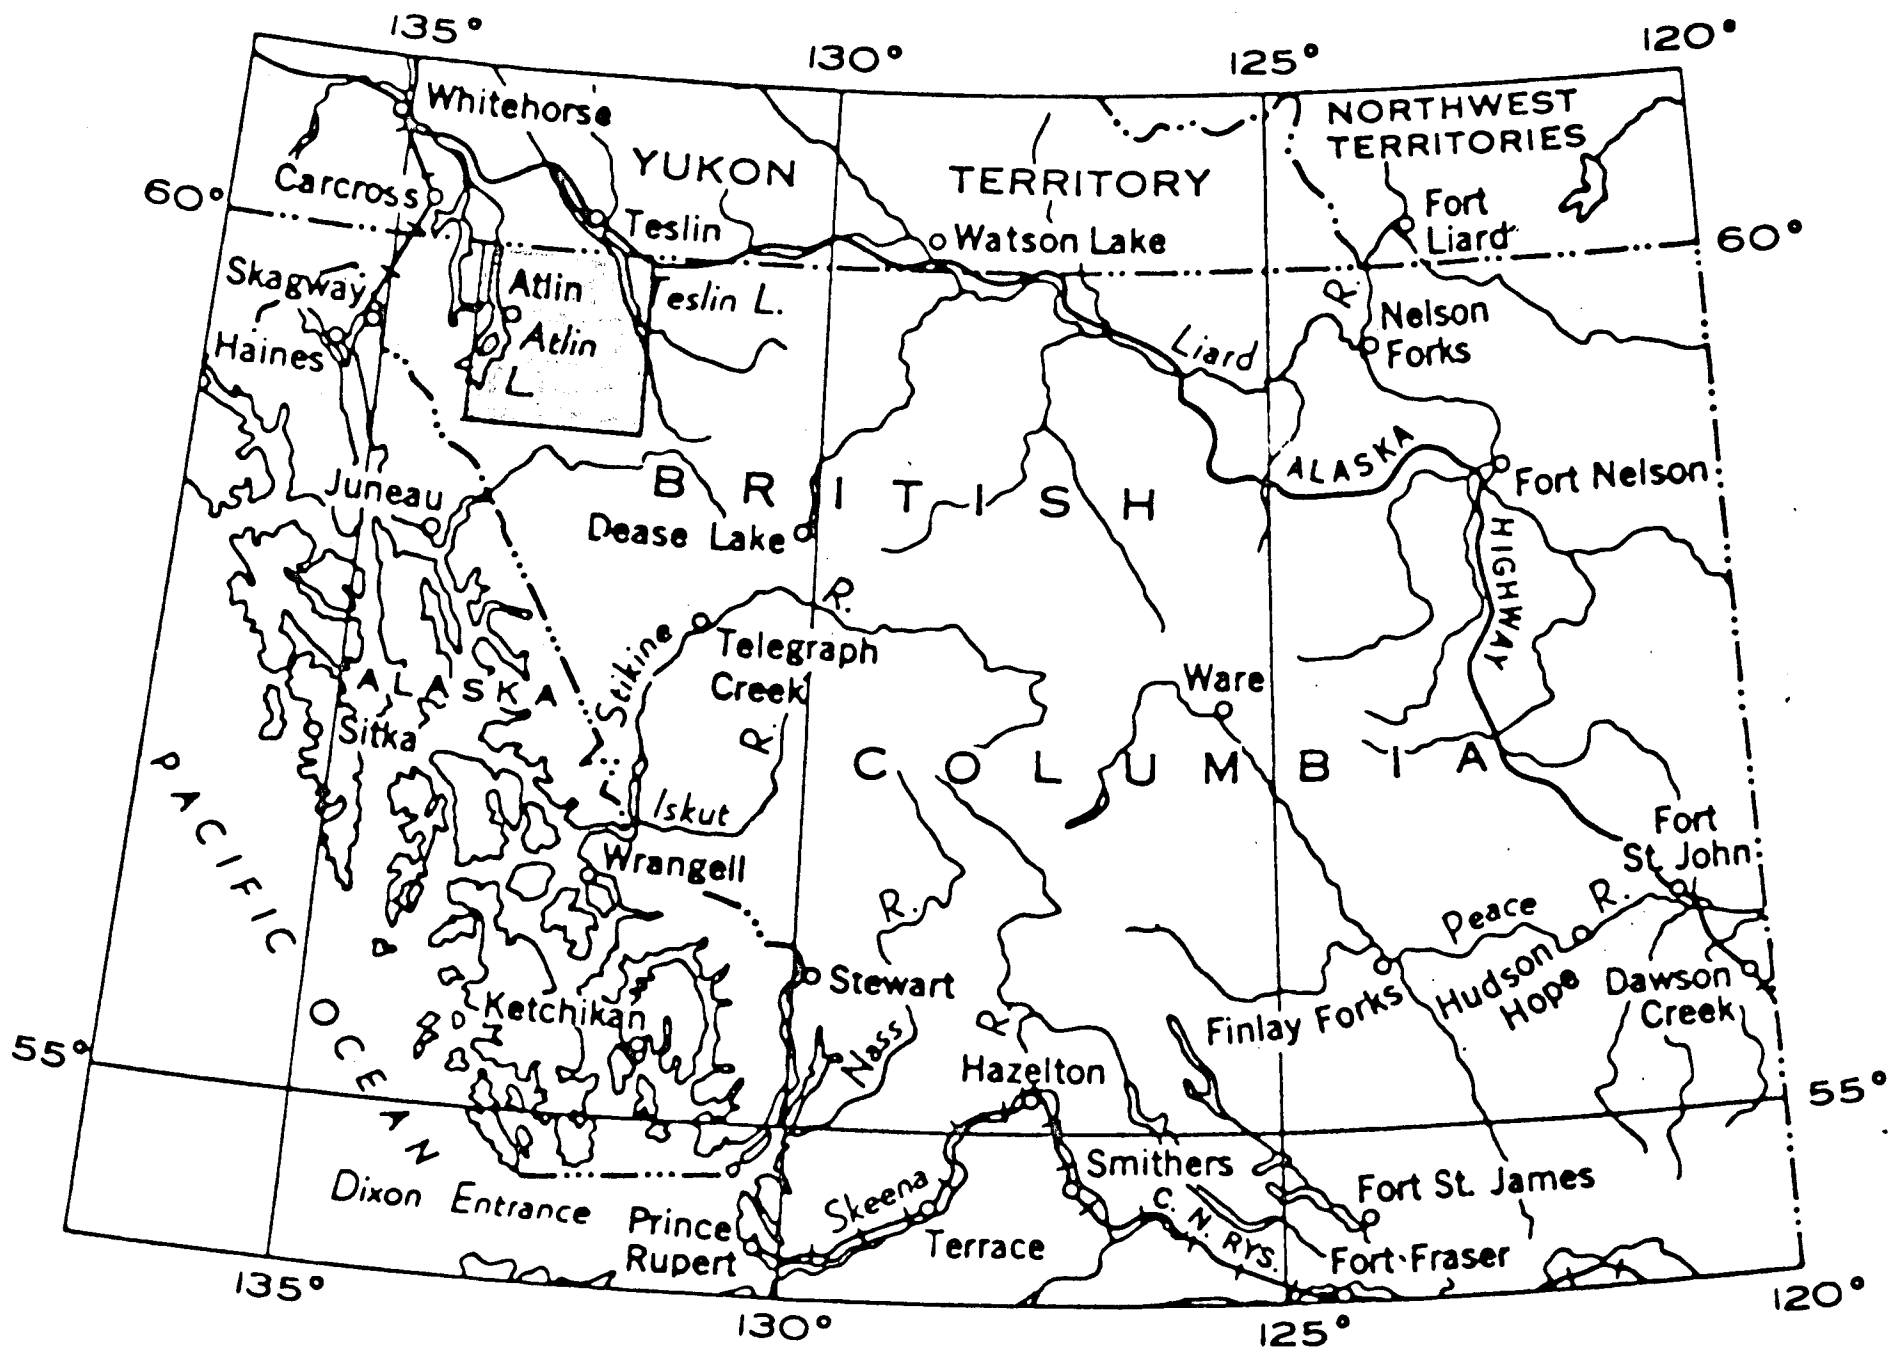 135°
130°
125°
120°
Whitehorse
YUKON
TERRITORY
NORTHWEST
TERRITORIES
Carcross
60°
Teslin
Watson Lake
Fort
Liard
60°
Skagway
Atlin
Teslin L.
R.
Nelson
Forks
Haines
Atlin
L
Liard
ALASKA
HIGHWAY
Fort Nelson
Juneau
BRITISH
Dease Lake
R.
Stikine
Telegraph
Creek
ALASKA
Sitka
Ware
R.
COLUMBIA
PACIFIC
OCEAN
Iskut
Wrangell
Fort
St. John
R.
Peace
R.
Hudson
Hope
Dawson
Creek
Stewart
Ketchikan
Finlay Forks
R.
Nass
55°
Hazelton
55°
Smithers
Fort St. James
Dixon Entrance
Prince
Rupert
Skeena
Terrace
C. N. RYS.
Fort Fraser
135°
130°
125°
120°